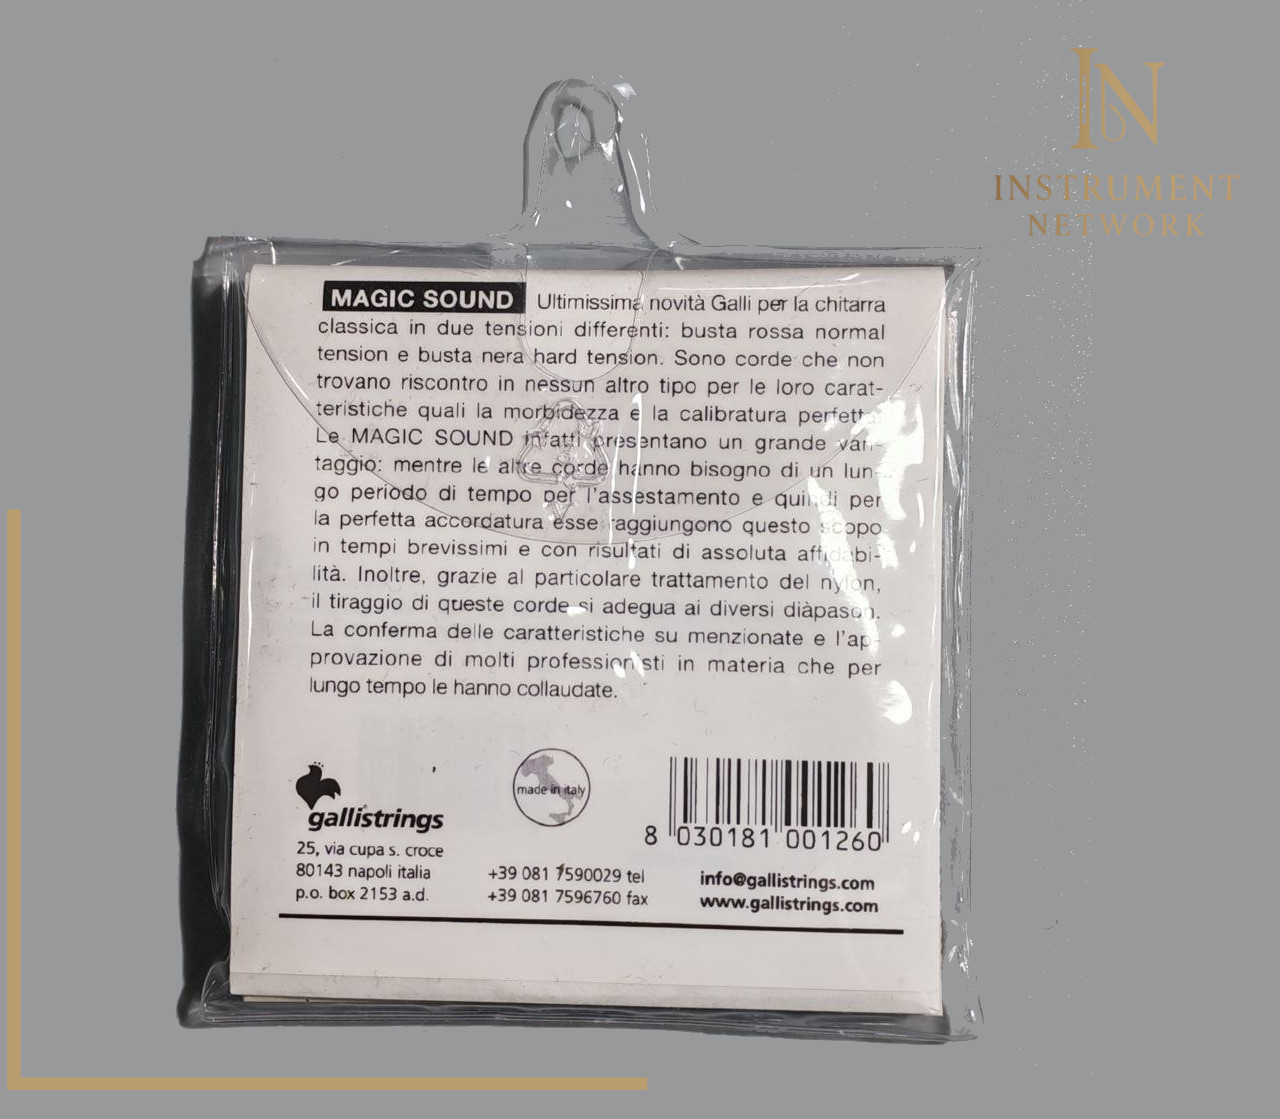 IN
INSTRUMENT
NETWORK
MAGIC SOUND Ultimissima novità Galli per la chitarra
classica in due tensioni differenti: busta rossa normal
tension e busta nera hard tension. Sono corde che non
trovano riscontro in nessun altro tipo per le loro carat-
teristiche quali la morbidezza e la calibratura perfetta.
Le MAGIC SOUND infatti presentano un grande van-
taggio: mentre le altre corde hanno bisogno di un lun-
go periodo di tempo per l'assestamento e quindi per
la perfetta accordatura esse raggiungono questo scopo
in tempi brevissimi e con risultati di assoluta affidabi-
lità. Inoltre, grazie al particolare trattamento del nylon,
il tiraggio di queste corde si adegua ai diversi diàpason.
La conferma delle caratteristiche su menzionate e l'ap-
provazione di molti professionisti in materia che per
lungo tempo le hanno collaudate.
gallistrings
made in italy
8 030181 001260
25, via cupa s. croce
80143 napoli italia
p.o. box 2153 a.d.
+39 081 7590029 tel
+39 081 7596760 fax
info@gallistrings.com
www.gallistrings.com